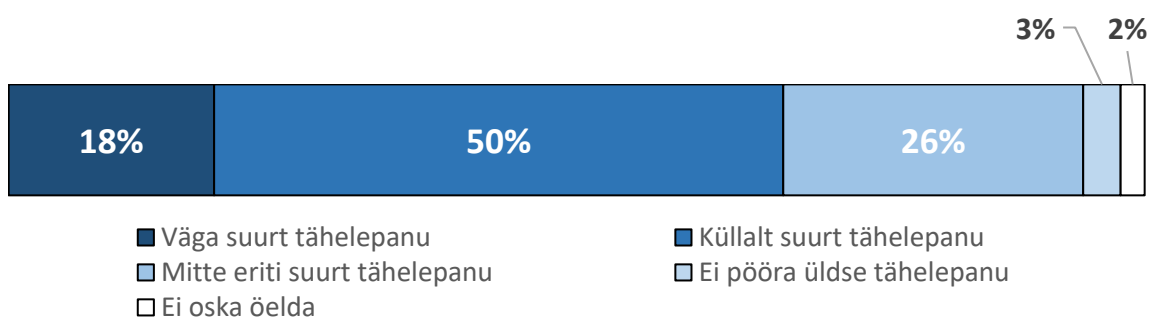 3% 2%
18% 50% 26%
Väga suurt tähelepanu Küllalt suurt tähelepanu
Mitte eriti suurt tähelepanu Ei pööra üldse tähelepanu
Ei oska öelda